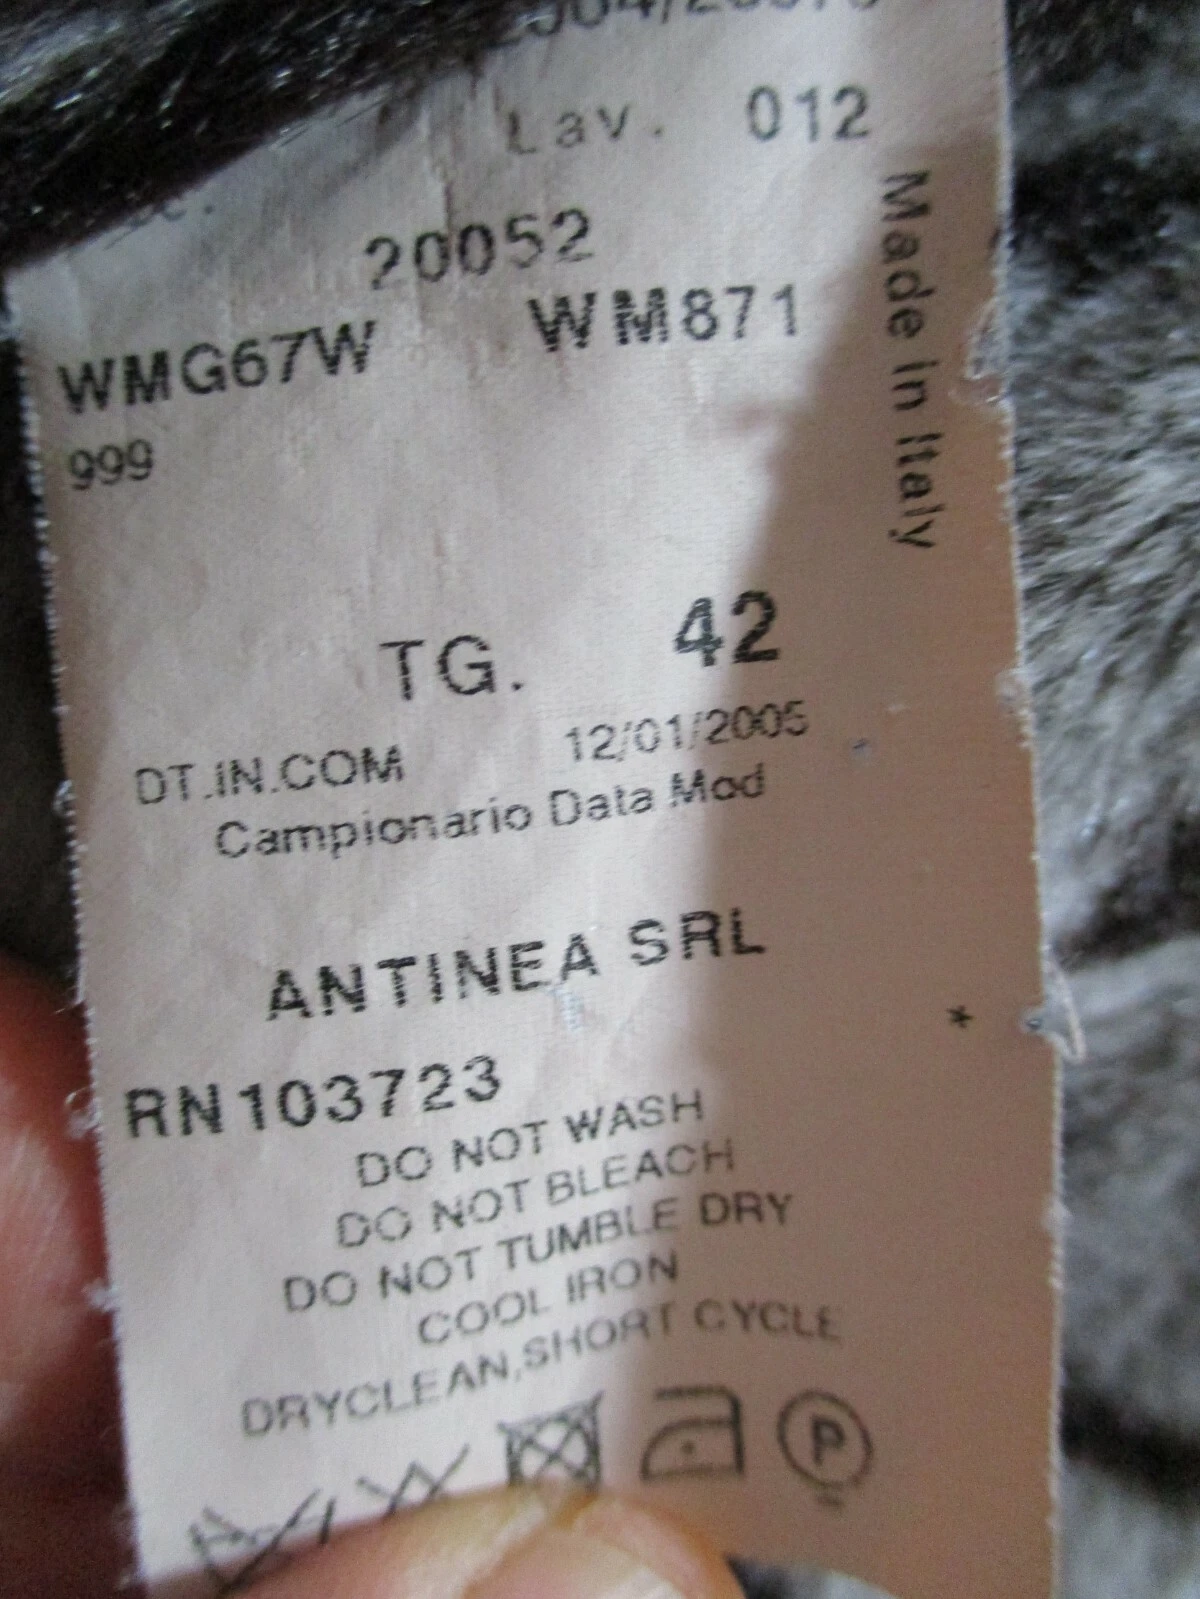 Lav. 012
20052
WMG67W WM871
999
Made in Italy
TG. 42
DT.IN.COM 12/01/2005
Campionario Data Mod
ANTINEA SRL
*
RN103723
DO NOT WASH
DO NOT BLEACH
DO NOT TUMBLE DRY
COOL IRON
DRYCLEAN,SHORT CYCLE
P